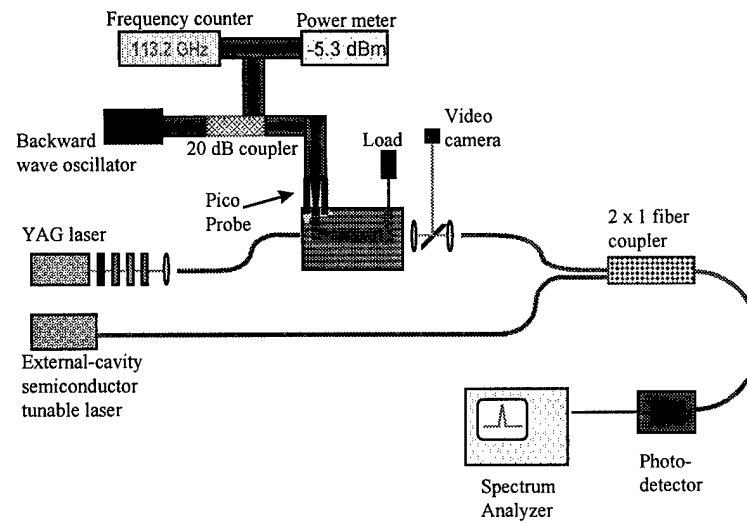 Frequency counter
Power meter
113.2 GHz
-5.3 dBm
Backward
wave oscillator
20 dB coupler
Load
Video
camera
Pico
Probe
YAG laser
2 x 1 fiber
coupler
External-cavity
semiconductor
tunable laser
Spectrum
Analyzer
Photo-
detector